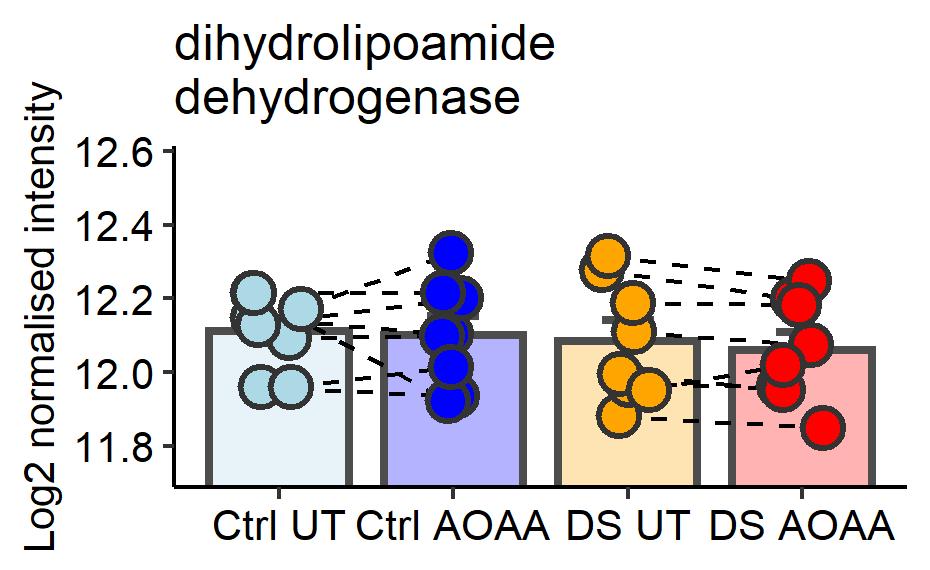 dihydrolipoamide
dehydrogenase
Log2 normalised intensity
12.6
12.4
12.2
12.0
11.8
Ctrl UT Ctrl AOAA DS UT DS AOAA